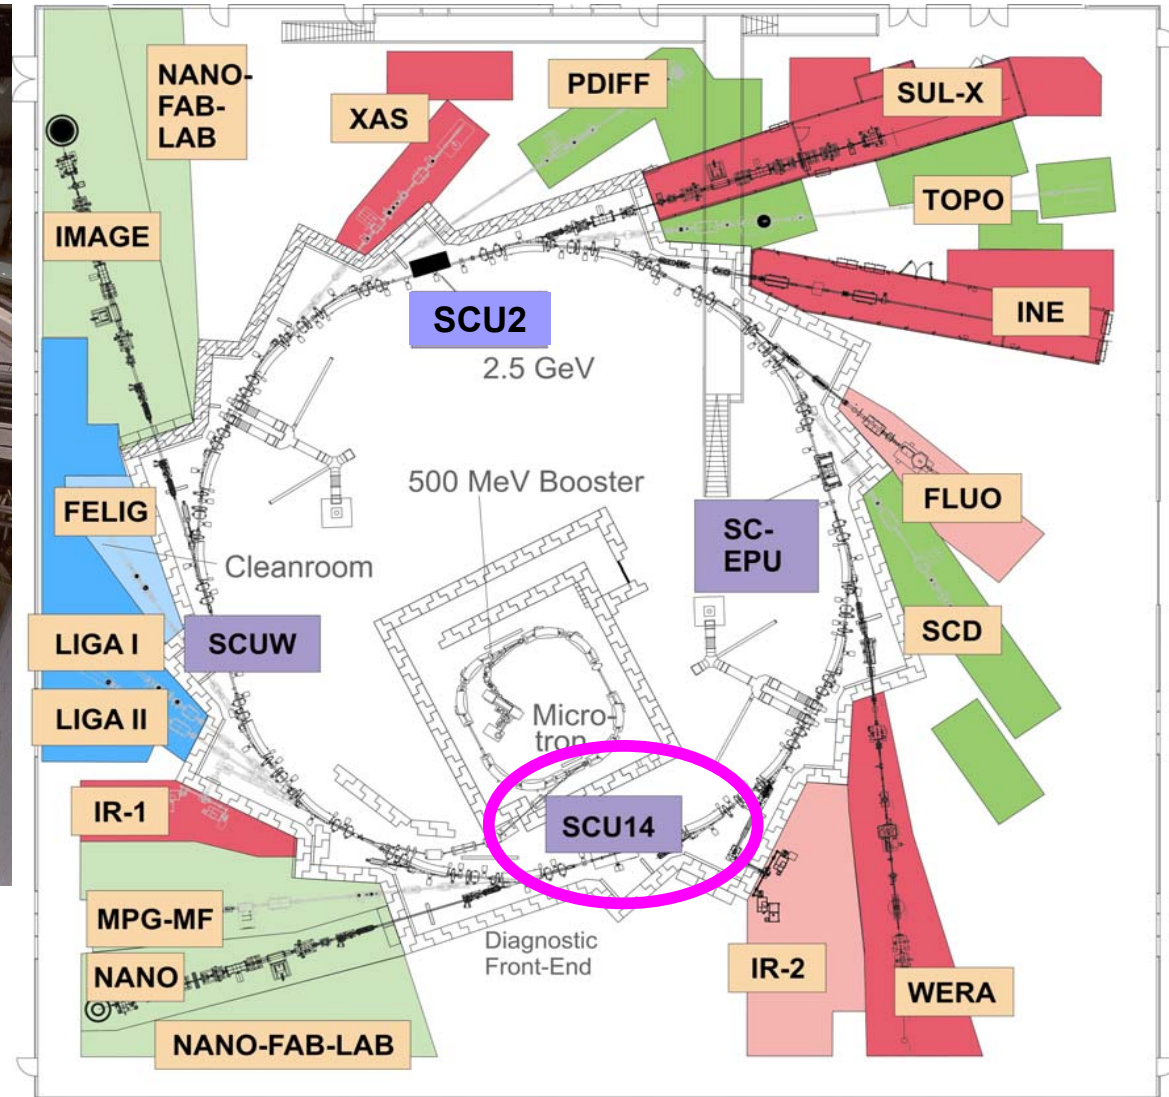 NANO-
FAB-
LAB
XAS
PDIFF
SUL-X
IMAGE
TOPO
INE
SCU2
2.5 GeV
500 MeV Booster
FELIG
Cleanroom
SC-
EPU
FLUO
SCD
LIGA I
SCUW
LIGA II
Micro-
tron
IR-1
SCU14
MPG-MF
NANO
Diagnostic
Front-End
IR-2
WERA
NANO-FAB-LAB